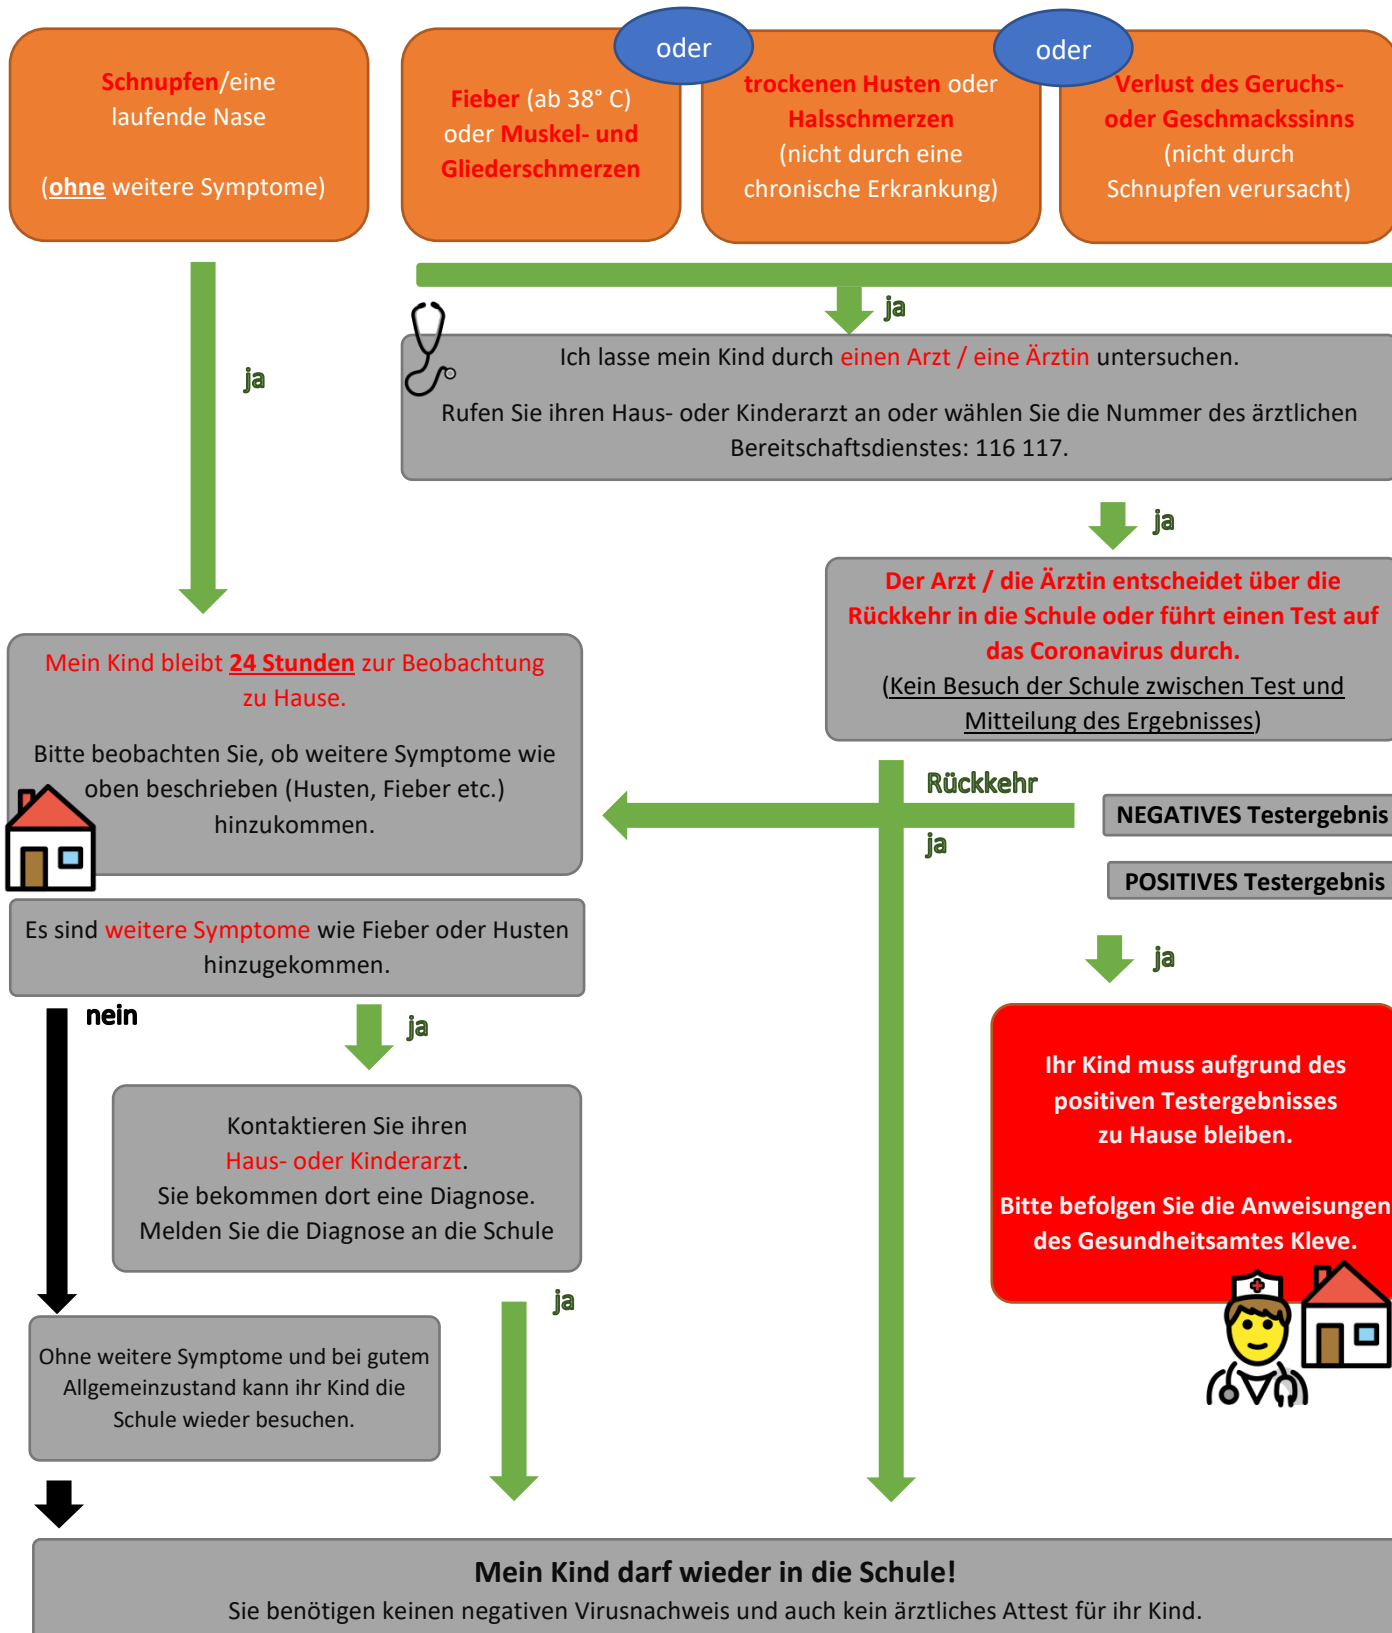 Schnupfen/eine
laufende Nase
(ohne weitere Symptome)
Fieber (ab 38° C)
oder Muskel- und
Gliederschmerzen
oder
trockenen Husten oder
Halsschmerzen
(nicht durch eine
chronische Erkrankung)
oder
Verlust des Geruchs-
oder Geschmackssinns
(nicht durch
Schnupfen verursacht)
ja
ja
Ich lasse mein Kind durch einen Arzt / eine Ärztin untersuchen.
Rufen Sie ihren Haus- oder Kinderarzt an oder wählen Sie die Nummer des ärztlichen
Bereitschaftsdienstes: 116 117.
ja
Der Arzt / die Ärztin entscheidet über die
Rückkehr in die Schule oder führt einen Test auf
das Coronavirus durch.
(Kein Besuch der Schule zwischen Test und
Mitteilung des Ergebnisses)
Mein Kind bleibt 24 Stunden zur Beobachtung
zu Hause.
Bitte beobachten Sie, ob weitere Symptome wie
oben beschrieben (Husten, Fieber etc.)
hinzukommen.
Rückkehr
ja
NEGATIVES Testergebnis
POSITIVES Testergebnis
ja
Es sind weitere Symptome wie Fieber oder Husten
hinzugekommen.
nein
ja
Kontaktieren Sie ihren
Haus- oder Kinderarzt.
Sie bekommen dort eine Diagnose.
Melden Sie die Diagnose an die Schule
ja
Ihr Kind muss aufgrund des
positiven Testergebnisses
zu Hause bleiben.
Bitte befolgen Sie die Anweisungen
des Gesundheitsamtes Kleve.
Ohne weitere Symptome und bei gutem
Allgemeinzustand kann ihr Kind die
Schule wieder besuchen.
Mein Kind darf wieder in die Schule!
Sie benötigen keinen negativen Virusnachweis und auch kein ärztliches Attest für ihr Kind.